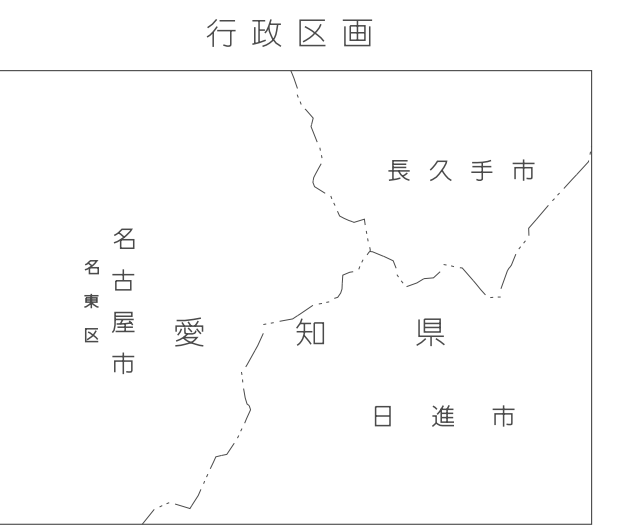 行政区画
長久手市
名古屋市
名東区
愛知県
日進市